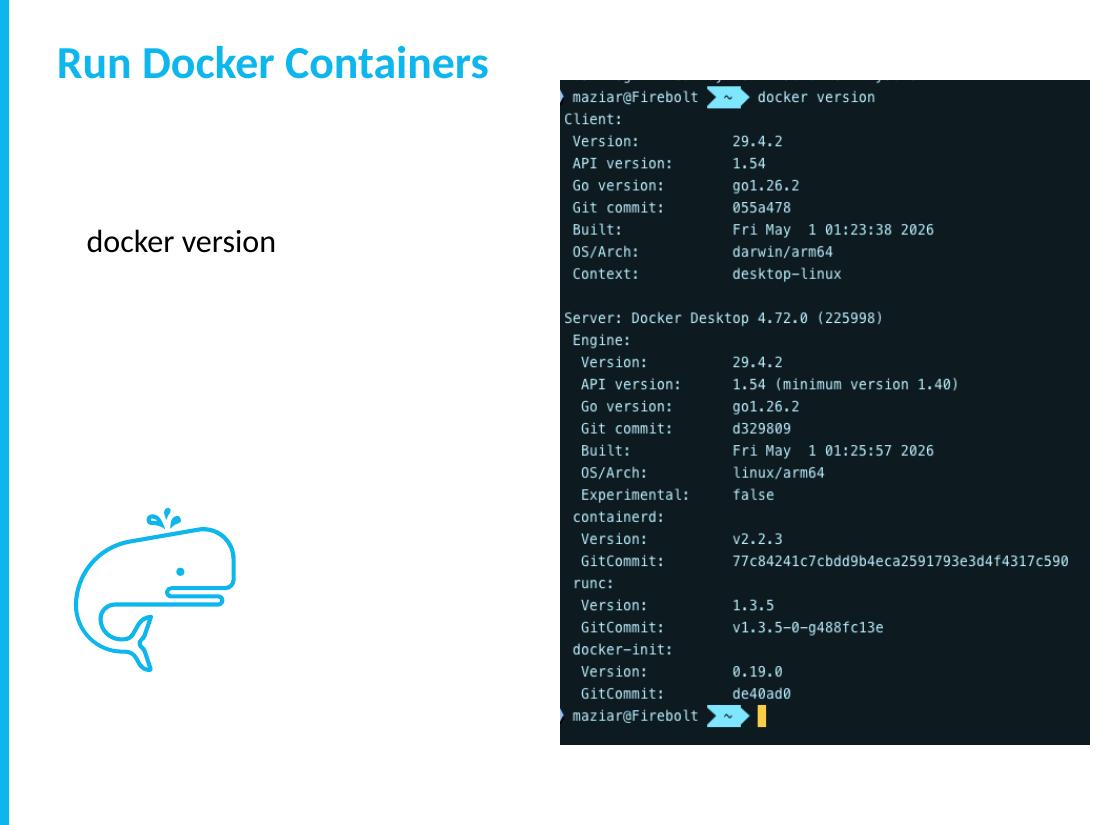 Run Docker Containers
docker version
maziar@Firebolt ~ docker version
Client:
Version: 29.4.2
API version: 1.54
Go version: go1.26.2
Git commit: 055a478
Built: Fri May  1 01:23:38 2026
OS/Arch: darwin/arm64
Context: desktop-linux
Server: Docker Desktop 4.72.0 (225998)
Engine:
Version: 29.4.2
API version: 1.54 (minimum version 1.40)
Go version: go1.26.2
Git commit: d329809
Built: Fri May  1 01:25:57 2026
OS/Arch: linux/arm64
Experimental: false
containerd:
Version: v2.2.3
GitCommit: 77c84241c7cbdd9b4eca2591793e3d4f4317c590
runc:
Version: 1.3.5
GitCommit: v1.3.5-0-g488fc13e
docker-init:
Version: 0.19.0
GitCommit: de40ad0
maziar@Firebolt ~